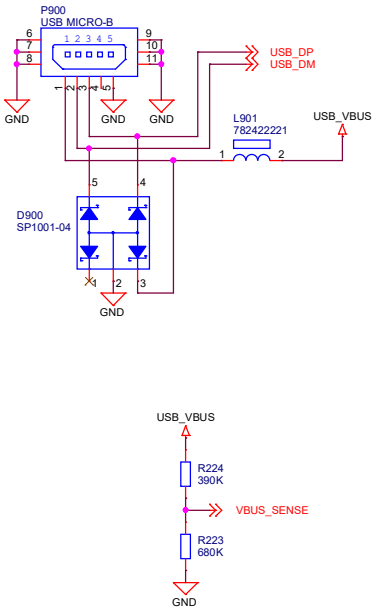 P900
USB MICRO-B
6
7
8
1 2 3 4 5
9
10
11
1
2
3
4
5
GND
GND
GND
USB_DP
USB_DM
L901
782422221
1
2
USB_VBUS
5
4
D900
SP1001-04
1
2
3
GND
USB_VBUS
R224
390K
VBUS_SENSE
R223
680K
GND